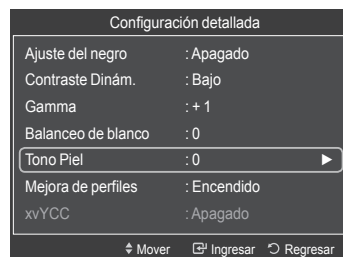 Configuración detallada
Ajuste del negro : Apagado
Contraste Dinám. : Bajo
Gamma : + 1
Balanceo de blanco : 0
Tono Piel : 0
Mejora de perfiles : Encendido
xvYCC : Apagado
Mover Ingresar Regresar